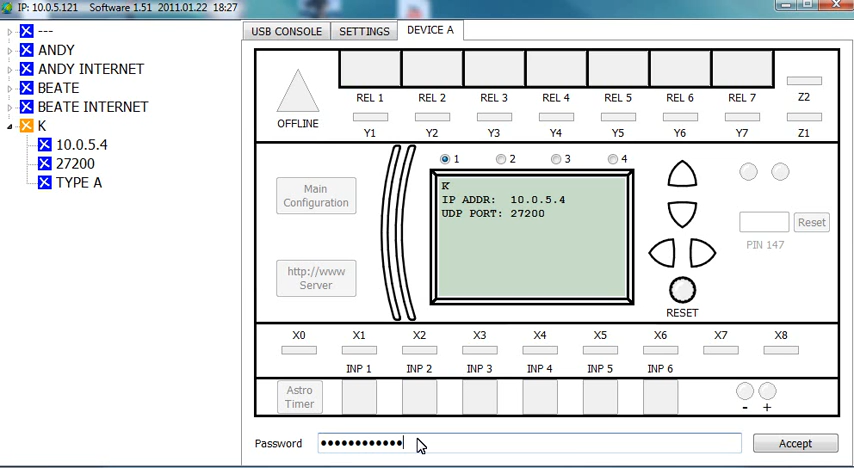 IP: 10.0.5.121 Software 1.51 2011.01.22 18:27
USB CONSOLE SETTINGS DEVICE A
---
ANDY
ANDY INTERNET
BEATE
BEATE INTERNET
K
10.0.5.4
27200
TYPE A
OFFLINE
REL 1 REL 2 REL 3 REL 4 REL 5 REL 6 REL 7 Z2
Y1 Y2 Y3 Y4 Y5 Y6 Y7 Z1
1 2 3 4
Main
Configuration
K
IP ADDR: 10.0.5.4
UDP PORT: 27200
Reset
PIN 147
http://www
Server
RESET
X0 X1 X2 X3 X4 X5 X6 X7 X8
INP 1 INP 2 INP 3 INP 4 INP 5 INP 6
Astro
Timer
- +
Password ●●●●●●●●●●●● Accept